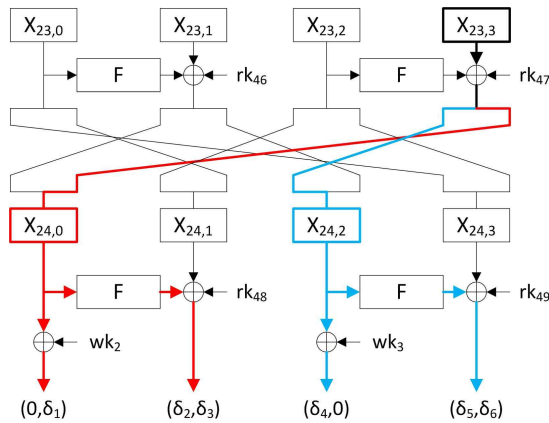 X23,0 X23,1 X23,2 X23,3
F rk46 F rk47
X24,0 X24,1 X24,2 X24,3
F rk48 F rk49
wk2 wk3
(0,δ1) (δ2,δ3) (δ4,0) (δ5,δ6)